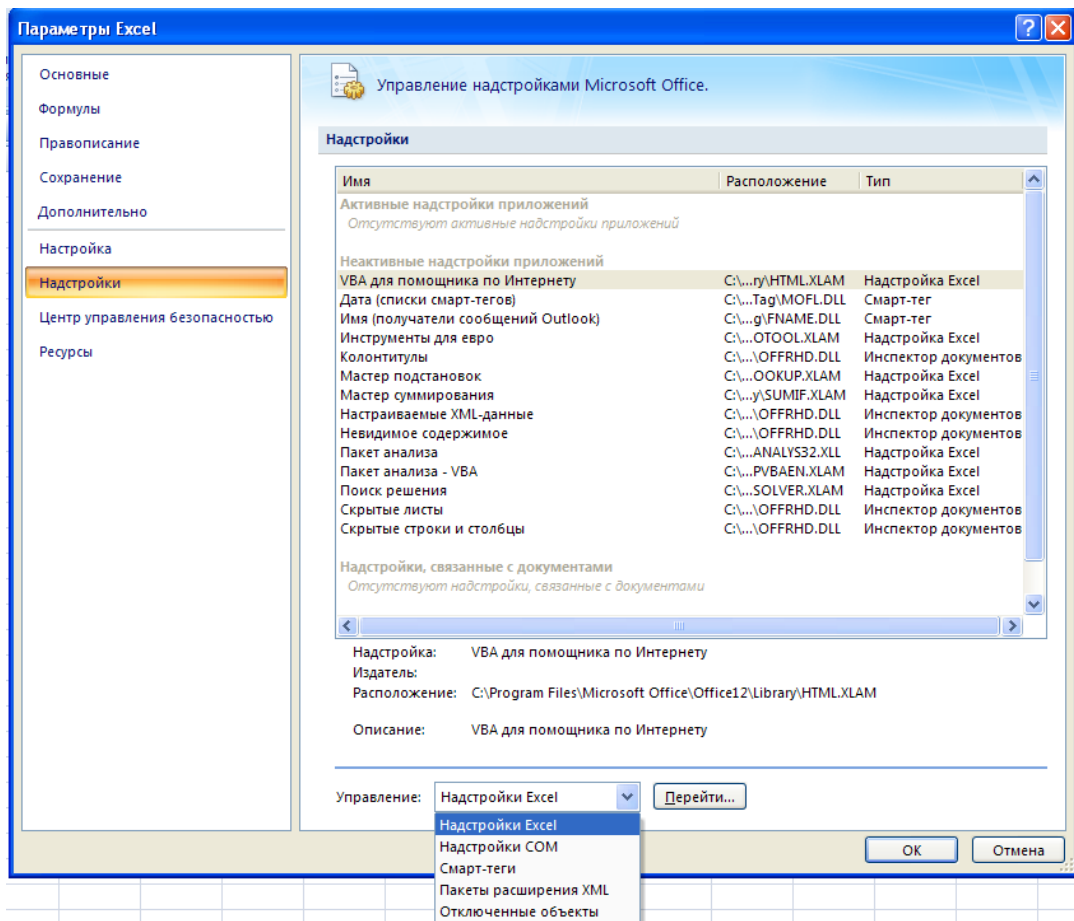 Параметры Excel
Основные
Формулы
Правописание
Сохранение
Дополнительно
Настройка
Надстройки
Центр управления безопасностью
Ресурсы
Управление надстройками Microsoft Office.
Надстройки
Имя Расположение Тип
Активные надстройки приложений
Отсутствуют активные надстройки приложений
Неактивные надстройки приложений
VBA для помощника по Интернету C:\...ry\HTML.XLAM Надстройка Excel
Дата (списки смарт-тегов) C:\...Tag\MOFL.DLL Смарт-тег
Имя (получатели сообщений Outlook) C:\...g\FNAME.DLL Смарт-тег
Инструменты для евро C:\...OTOOL.XLAM Надстройка Excel
Колонтитулы C:\...\OFFRHD.DLL Инспектор документов
Мастер подстановок C:\...OOKUP.XLAM Надстройка Excel
Мастер суммирования C:\...y\SUMIF.XLAM Надстройка Excel
Настраиваемые XML-данные C:\...\OFFRHD.DLL Инспектор документов
Невидимое содержимое C:\...\OFFRHD.DLL Инспектор документов
Пакет анализа C:\...ANALYS32.XLL Надстройка Excel
Пакет анализа - VBA C:\...PVBAEN.XLAM Надстройка Excel
Поиск решения C:\...SOLVER.XLAM Надстройка Excel
Скрытые листы C:\...\OFFRHD.DLL Инспектор документов
Скрытые строки и столбцы C:\...\OFFRHD.DLL Инспектор документов
Надстройки, связанные с документами
Отсутствуют надстройки, связанные с документами
Надстройка: VBA для помощника по Интернету
Издатель:
Расположение: C:\Program Files\Microsoft Office\Office12\Library\HTML.XLAM
Описание: VBA для помощника по Интернету
Управление: Надстройки Excel Перейти...
Надстройки Excel
Надстройки COM
Смарт-теги
Пакеты расширения XML
Отключенные объекты
ОК Отмена